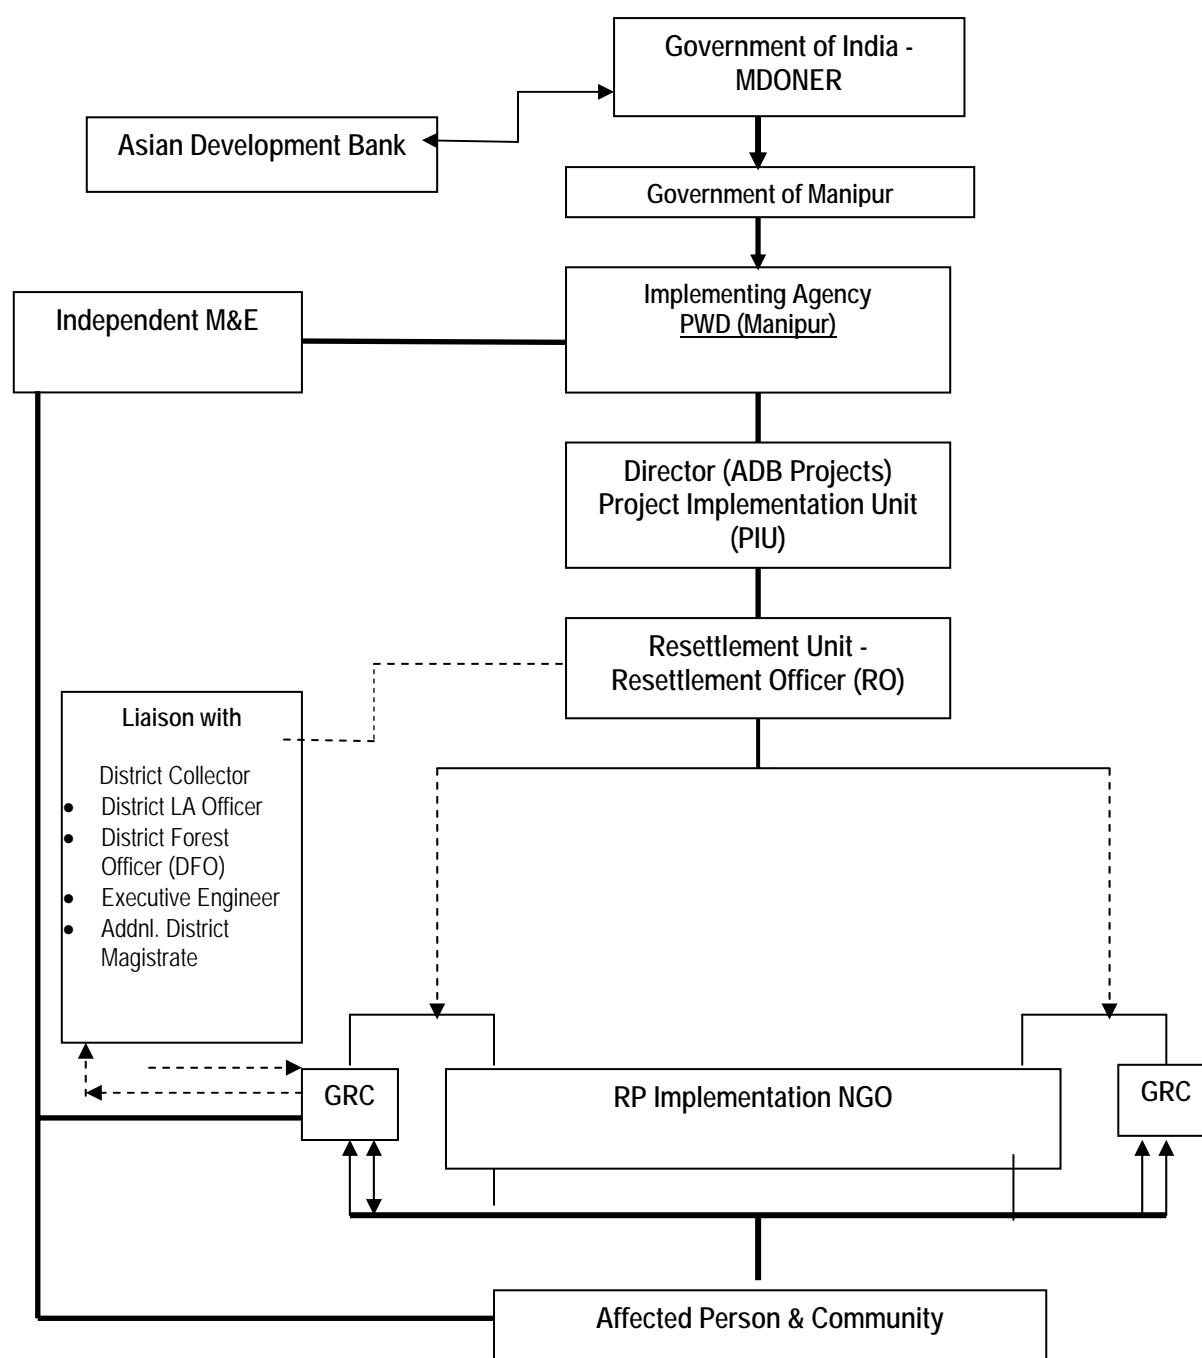 Government of India -
MDONER
Asian Development Bank
Government of Manipur
Implementing Agency
PWD (Manipur)
Independent M&E
Director (ADB Projects)
Project Implementation Unit
(PIU)
Resettlement Unit -
Resettlement Officer (RO)
Liaison with
District Collector
● District LA Officer
● District Forest
Officer (DFO)
● Executive Engineer
● Addnl. District
Magistrate
GRC
RP Implementation NGO
GRC
Affected Person & Community